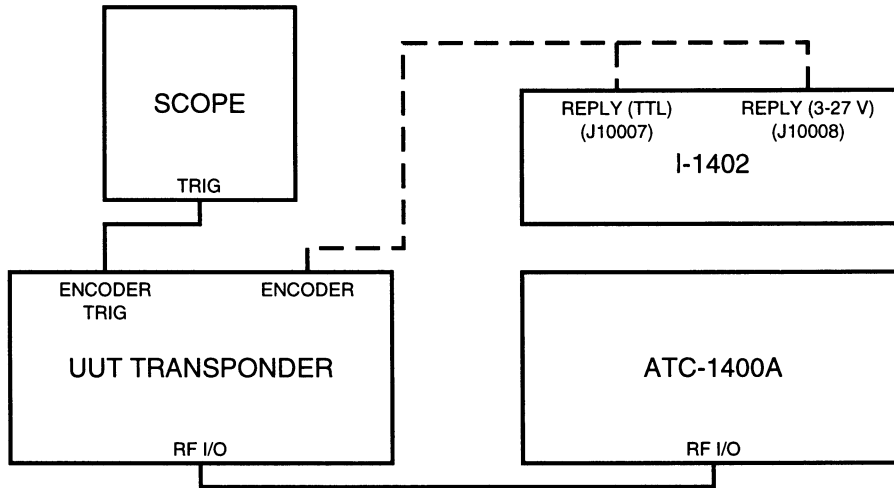 SCOPE
TRIG
REPLY (TTL)
(J10007)
REPLY (3-27 V)
(J10008)
I-1402
ENCODER
TRIG
ENCODER
UUT TRANSPONDER
RF I/O
ATC-1400A
RF I/O